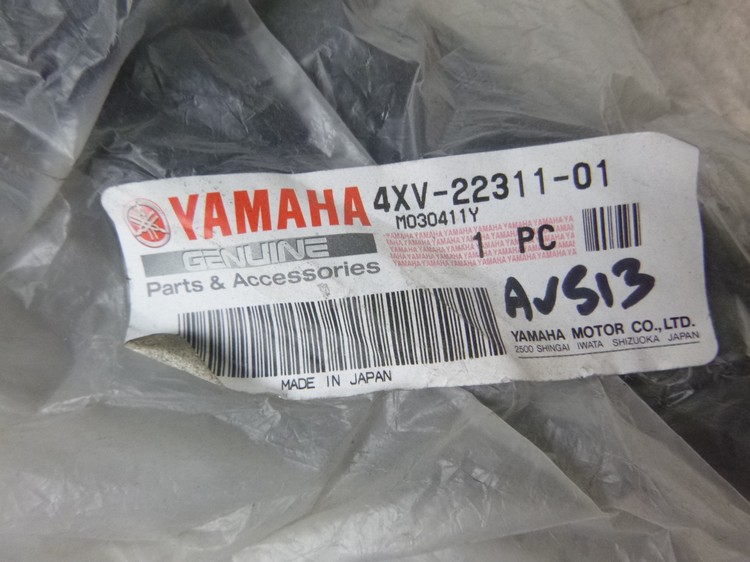 YAMAHA 4XV-22311-01
M030411Y
GENUINE 1 PC
Parts & Accessories
AVS13
YAMAHA MOTOR CO., LTD.
2500 SHINGAI IWATA SHIZUOKA JAPAN
MADE IN JAPAN